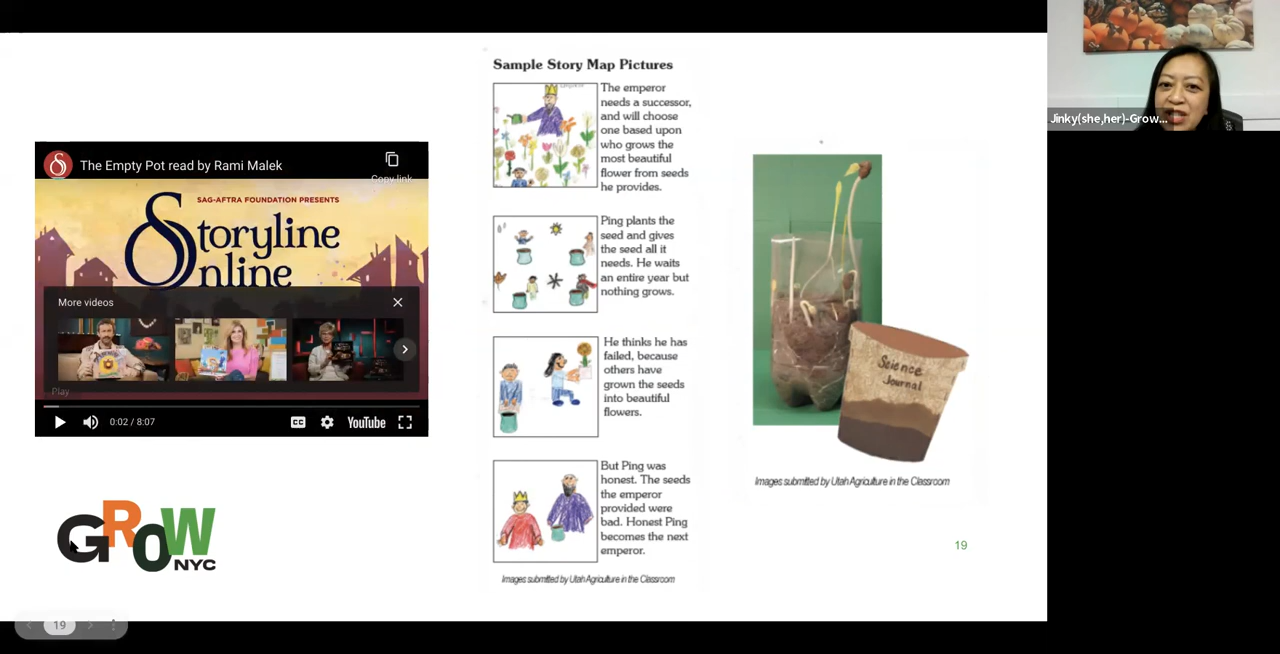 The Empty Pot read by Rami Malek
Copy link
SAG-AFTRA FOUNDATION PRESENTS
Storyline
Online
More videos
Play
0:02 / 8:07
CC
YouTube
GROW
NYC
19
Sample Story Map Pictures
The emperor
needs a successor,
and will choose
one based upon
who grows the
most beautiful
flower from seeds
he provides.
Ping plants the
seed and gives
the seed all it
needs. He waits
an entire year but
nothing grows.
He thinks he has
failed, because
others have
grown the seeds
into beautiful
flowers.
But Ping was
honest. The seeds
the emperor
provided were
bad. Honest Ping
becomes the next
emperor.
Images submitted by Utah Agriculture in the Classroom
Science
Journal
Images submitted by Utah Agriculture in the Classroom
19
Jinky(she,her)-Grow...